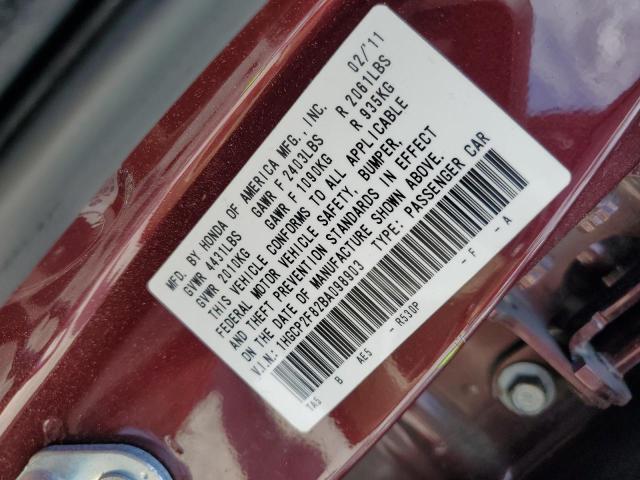 MFD. BY HONDA OF AMERICA MFG., INC. 02/'11
GVWR 4431LBS GAWR F 2403LBS R 2061LBS
GVWR 2010KG GAWR F 1090KG R 935KG
THIS VEHICLE CONFORMS TO ALL APPLICABLE
FEDERAL MOTOR VEHICLE SAFETY, BUMPER,
AND THEFT PREVENTION STANDARDS IN EFFECT
ON THE DATE OF MANUFACTURE SHOWN ABOVE.
V.I.N.: 1HGCP2F82BA098903 TYPE: PASSENGER CAR
TA5 B AE5 - R530P - F - A